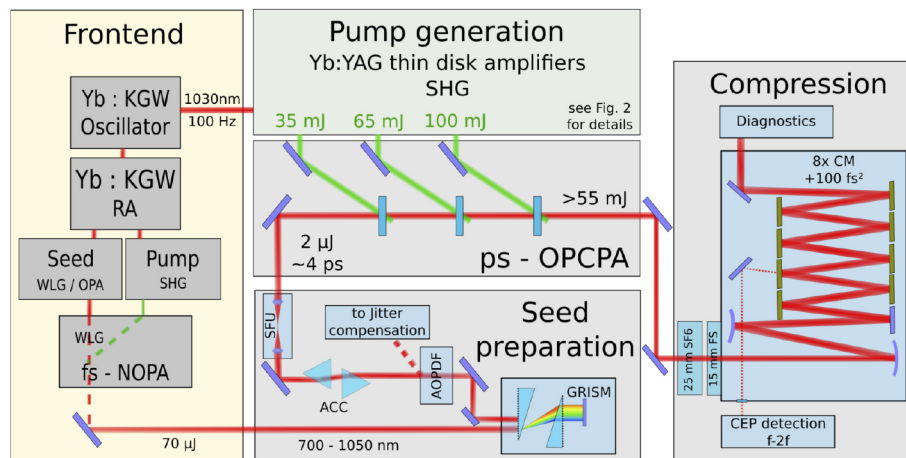 Frontend
Yb : KGW
Oscillator
1030nm
100 Hz
Yb : KGW
RA
Seed
WLG / OPA
Pump
SHG
WLG
fs - NOPA
70 µJ
Pump generation
Yb:YAG thin disk amplifiers
SHG
see Fig. 2
for details
35 mJ
65 mJ
100 mJ
>55 mJ
2 µJ
~4 ps
ps - OPCPA
Seed
preparation
SFU
to Jitter
compensation
AOPDF
ACC
GRISM
700 - 1050 nm
Compression
Diagnostics
8x CM
+100 fs²
25 mm SF6
15 mm FS
CEP detection
f-2f